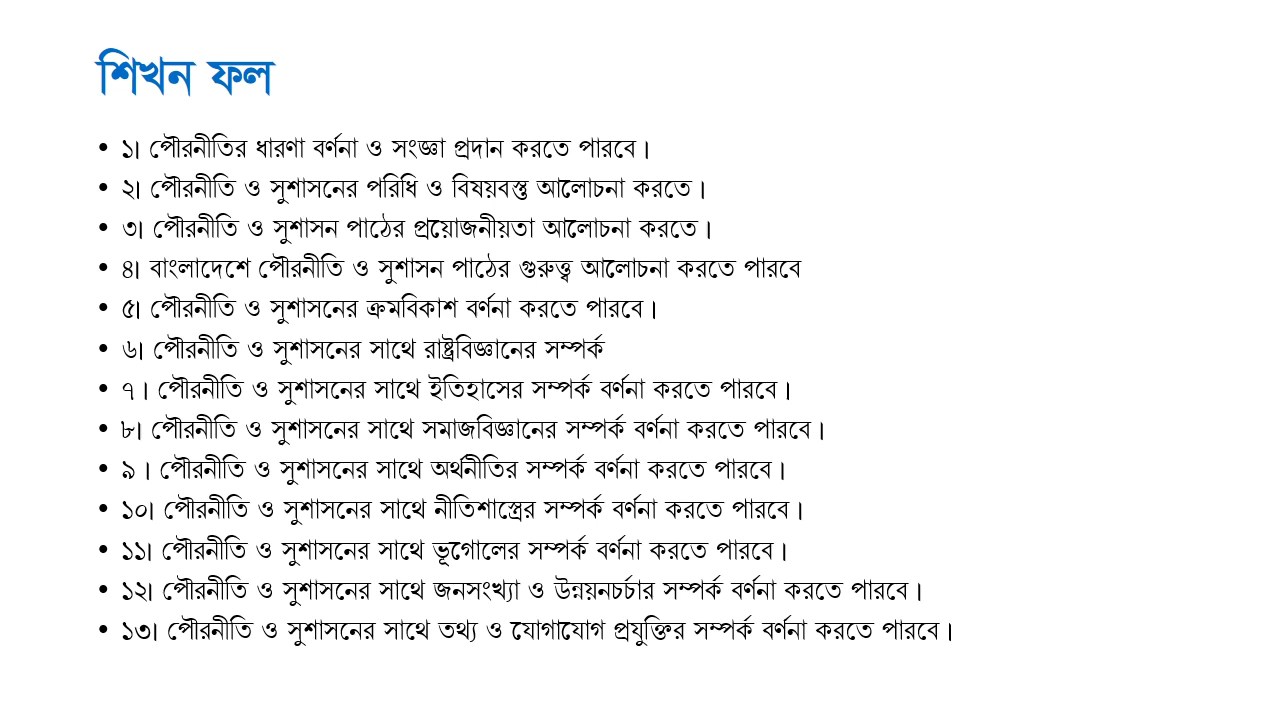 শিখন ফল
• ১। পৌরনীতির ধারণা বর্ণনা ও সংজ্ঞা প্রদান করতে পারবে।
• ২। পৌরনীতি ও সুশাসনের পরিধি ও বিষয়বস্তু আলোচনা করতে।
• ৩। পৌরনীতি ও সুশাসন পাঠের প্রয়োজনীয়তা আলোচনা করতে।
• ৪। বাংলাদেশে পৌরনীতি ও সুশাসন পাঠের গুরুত্ত্ব আলোচনা করতে পারবে
• ৫। পৌরনীতি ও সুশাসনের ক্রমবিকাশ বর্ণনা করতে পারবে।
• ৬। পৌরনীতি ও সুশাসনের সাথে রাষ্ট্রবিজ্ঞানের সম্পর্ক
• ৭। পৌরনীতি ও সুশাসনের সাথে ইতিহাসের সম্পর্ক বর্ণনা করতে পারবে।
• ৮। পৌরনীতি ও সুশাসনের সাথে সমাজবিজ্ঞানের সম্পর্ক বর্ণনা করতে পারবে।
• ৯। পৌরনীতি ও সুশাসনের সাথে অর্থনীতির সম্পর্ক বর্ণনা করতে পারবে।
• ১০। পৌরনীতি ও সুশাসনের সাথে নীতিশাস্ত্রের সম্পর্ক বর্ণনা করতে পারবে।
• ১১। পৌরনীতি ও সুশাসনের সাথে ভূগোলের সম্পর্ক বর্ণনা করতে পারবে।
• ১২। পৌরনীতি ও সুশাসনের সাথে জনসংখ্যা ও উন্নয়নচর্চার সম্পর্ক বর্ণনা করতে পারবে।
• ১৩। পৌরনীতি ও সুশাসনের সাথে তথ্য ও যোগাযোগ প্রযুক্তির সম্পর্ক বর্ণনা করতে পারবে।